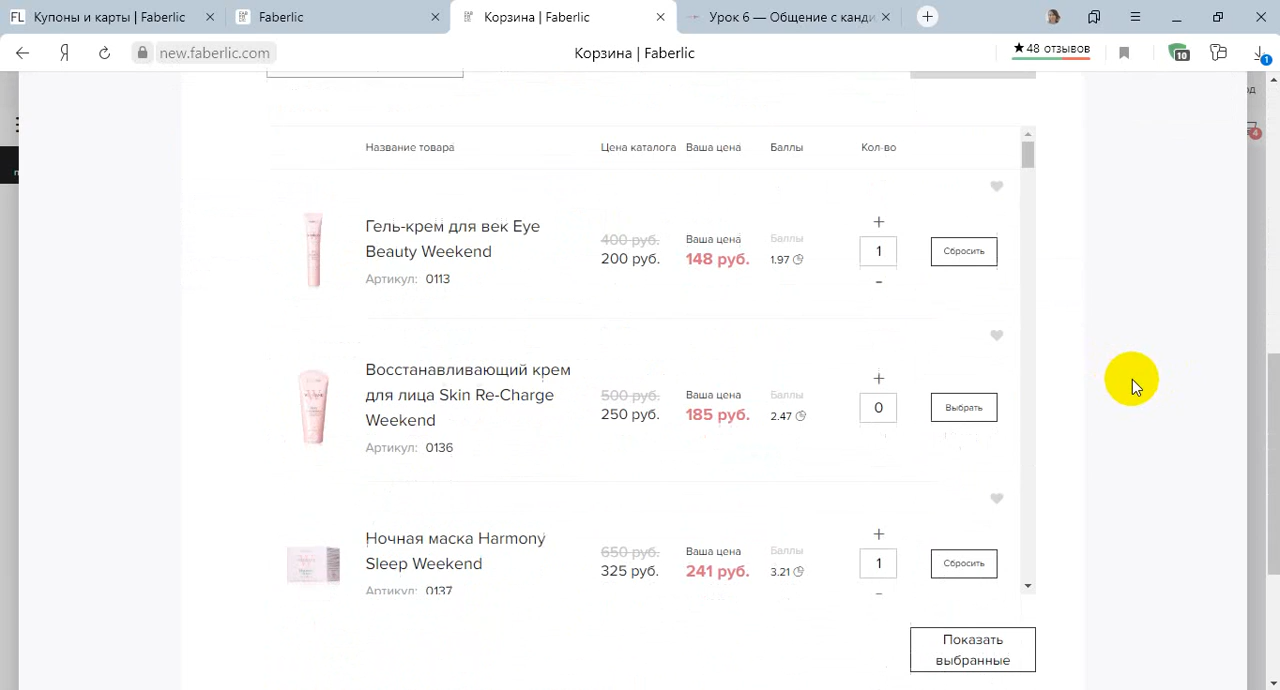 Купоны и карты | Faberlic
Faberlic
Корзина | Faberlic
Урок 6 — Общение с канди
new.faberlic.com
Корзина | Faberlic
★48 отзывов
10
1
4
Название товара Цена каталога Ваша цена Баллы Кол-во
Гель-крем для век Eye
Beauty Weekend
Артикул: 0113
400 руб.
200 руб.
Ваша цена
148 руб.
Баллы
1.97
+
1
-
Сбросить
Восстанавливающий крем
для лица Skin Re-Charge
Weekend
Артикул: 0136
500 руб.
250 руб.
Ваша цена
185 руб.
Баллы
2.47
+
0
Выбрать
Ночная маска Harmony
Sleep Weekend
Артикул: 0137
650 руб.
325 руб.
Ваша цена
241 руб.
Баллы
3.21
+
1
-
Сбросить
Показать
выбранные